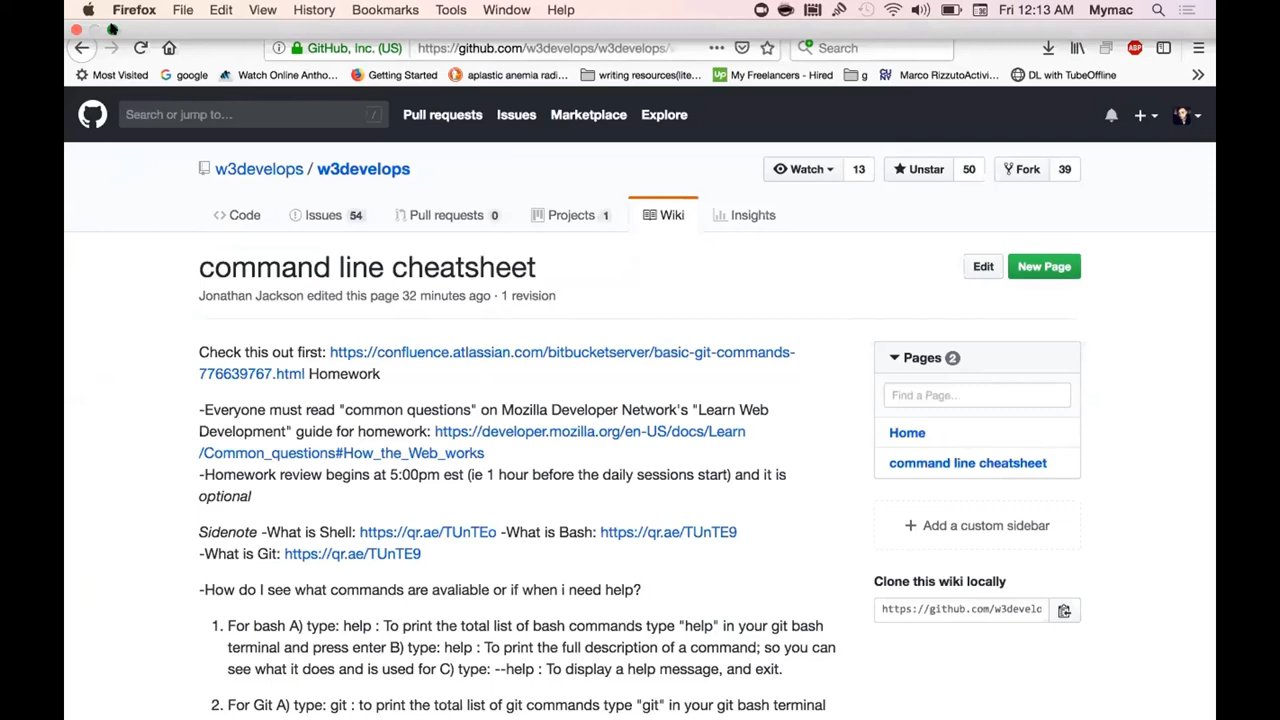 Firefox File Edit View History Bookmarks Tools Window Help Fri 12:13 AM Mymac
GitHub, Inc. (US) https://github.com/w3develops/w3develops/ Search ABP
Most Visited google Watch Online Antho... Getting Started aplastic anemia radi... writing resources(lite... Up My Freelancers - Hired g Marco RizzutoActivi... DL with TubeOffline
Search or jump to... / Pull requests Issues Marketplace Explore
w3develops / w3develops Watch 13 Unstar 50 Fork 39
Code Issues 54 Pull requests 0 Projects 1 Wiki Insights
command line cheatsheet Edit New Page
Jonathan Jackson edited this page 32 minutes ago · 1 revision
Check this out first: https://confluence.atlassian.com/bitbucketserver/basic-git-commands-
776639767.html Homework
-Everyone must read "common questions" on Mozilla Developer Network's "Learn Web
Development" guide for homework: https://developer.mozilla.org/en-US/docs/Learn
/Common_questions#How_the_Web_works
-Homework review begins at 5:00pm est (ie 1 hour before the daily sessions start) and it is
optional
Sidenote -What is Shell: https://qr.ae/TUnTEo -What is Bash: https://qr.ae/TUnTE9
-What is Git: https://qr.ae/TUnTE9
-How do I see what commands are avaliable or if when i need help?
1. For bash A) type: help : To print the total list of bash commands type "help" in your git bash
terminal and press enter B) type: help : To print the full description of a command; so you can
see what it does and is used for C) type: --help : To display a help message, and exit.
2. For Git A) type: git : to print the total list of git commands type "git" in your git bash terminal
Pages 2
Find a Page...
Home
command line cheatsheet
+ Add a custom sidebar
Clone this wiki locally
https://github.com/w3develo